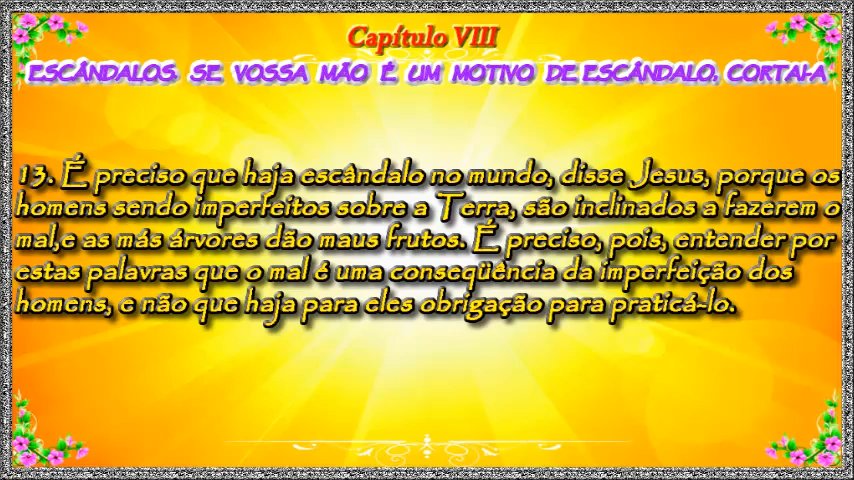 Capítulo VIII
ESCÂNDALOS. SE VOSSA MÃO É UM MOTIVO DE ESCÂNDALO, CORTAI-A
13. É preciso que haja escândalo no mundo, disse Jesus, porque os
homens sendo imperfeitos sobre a Terra, são inclinados a fazerem o
mal,e as más árvores dão maus frutos. É preciso, pois, entender por
estas palavras que o mal é uma conseqüência da imperfeição dos
homens, e não que haja para eles obrigação para praticá-lo.